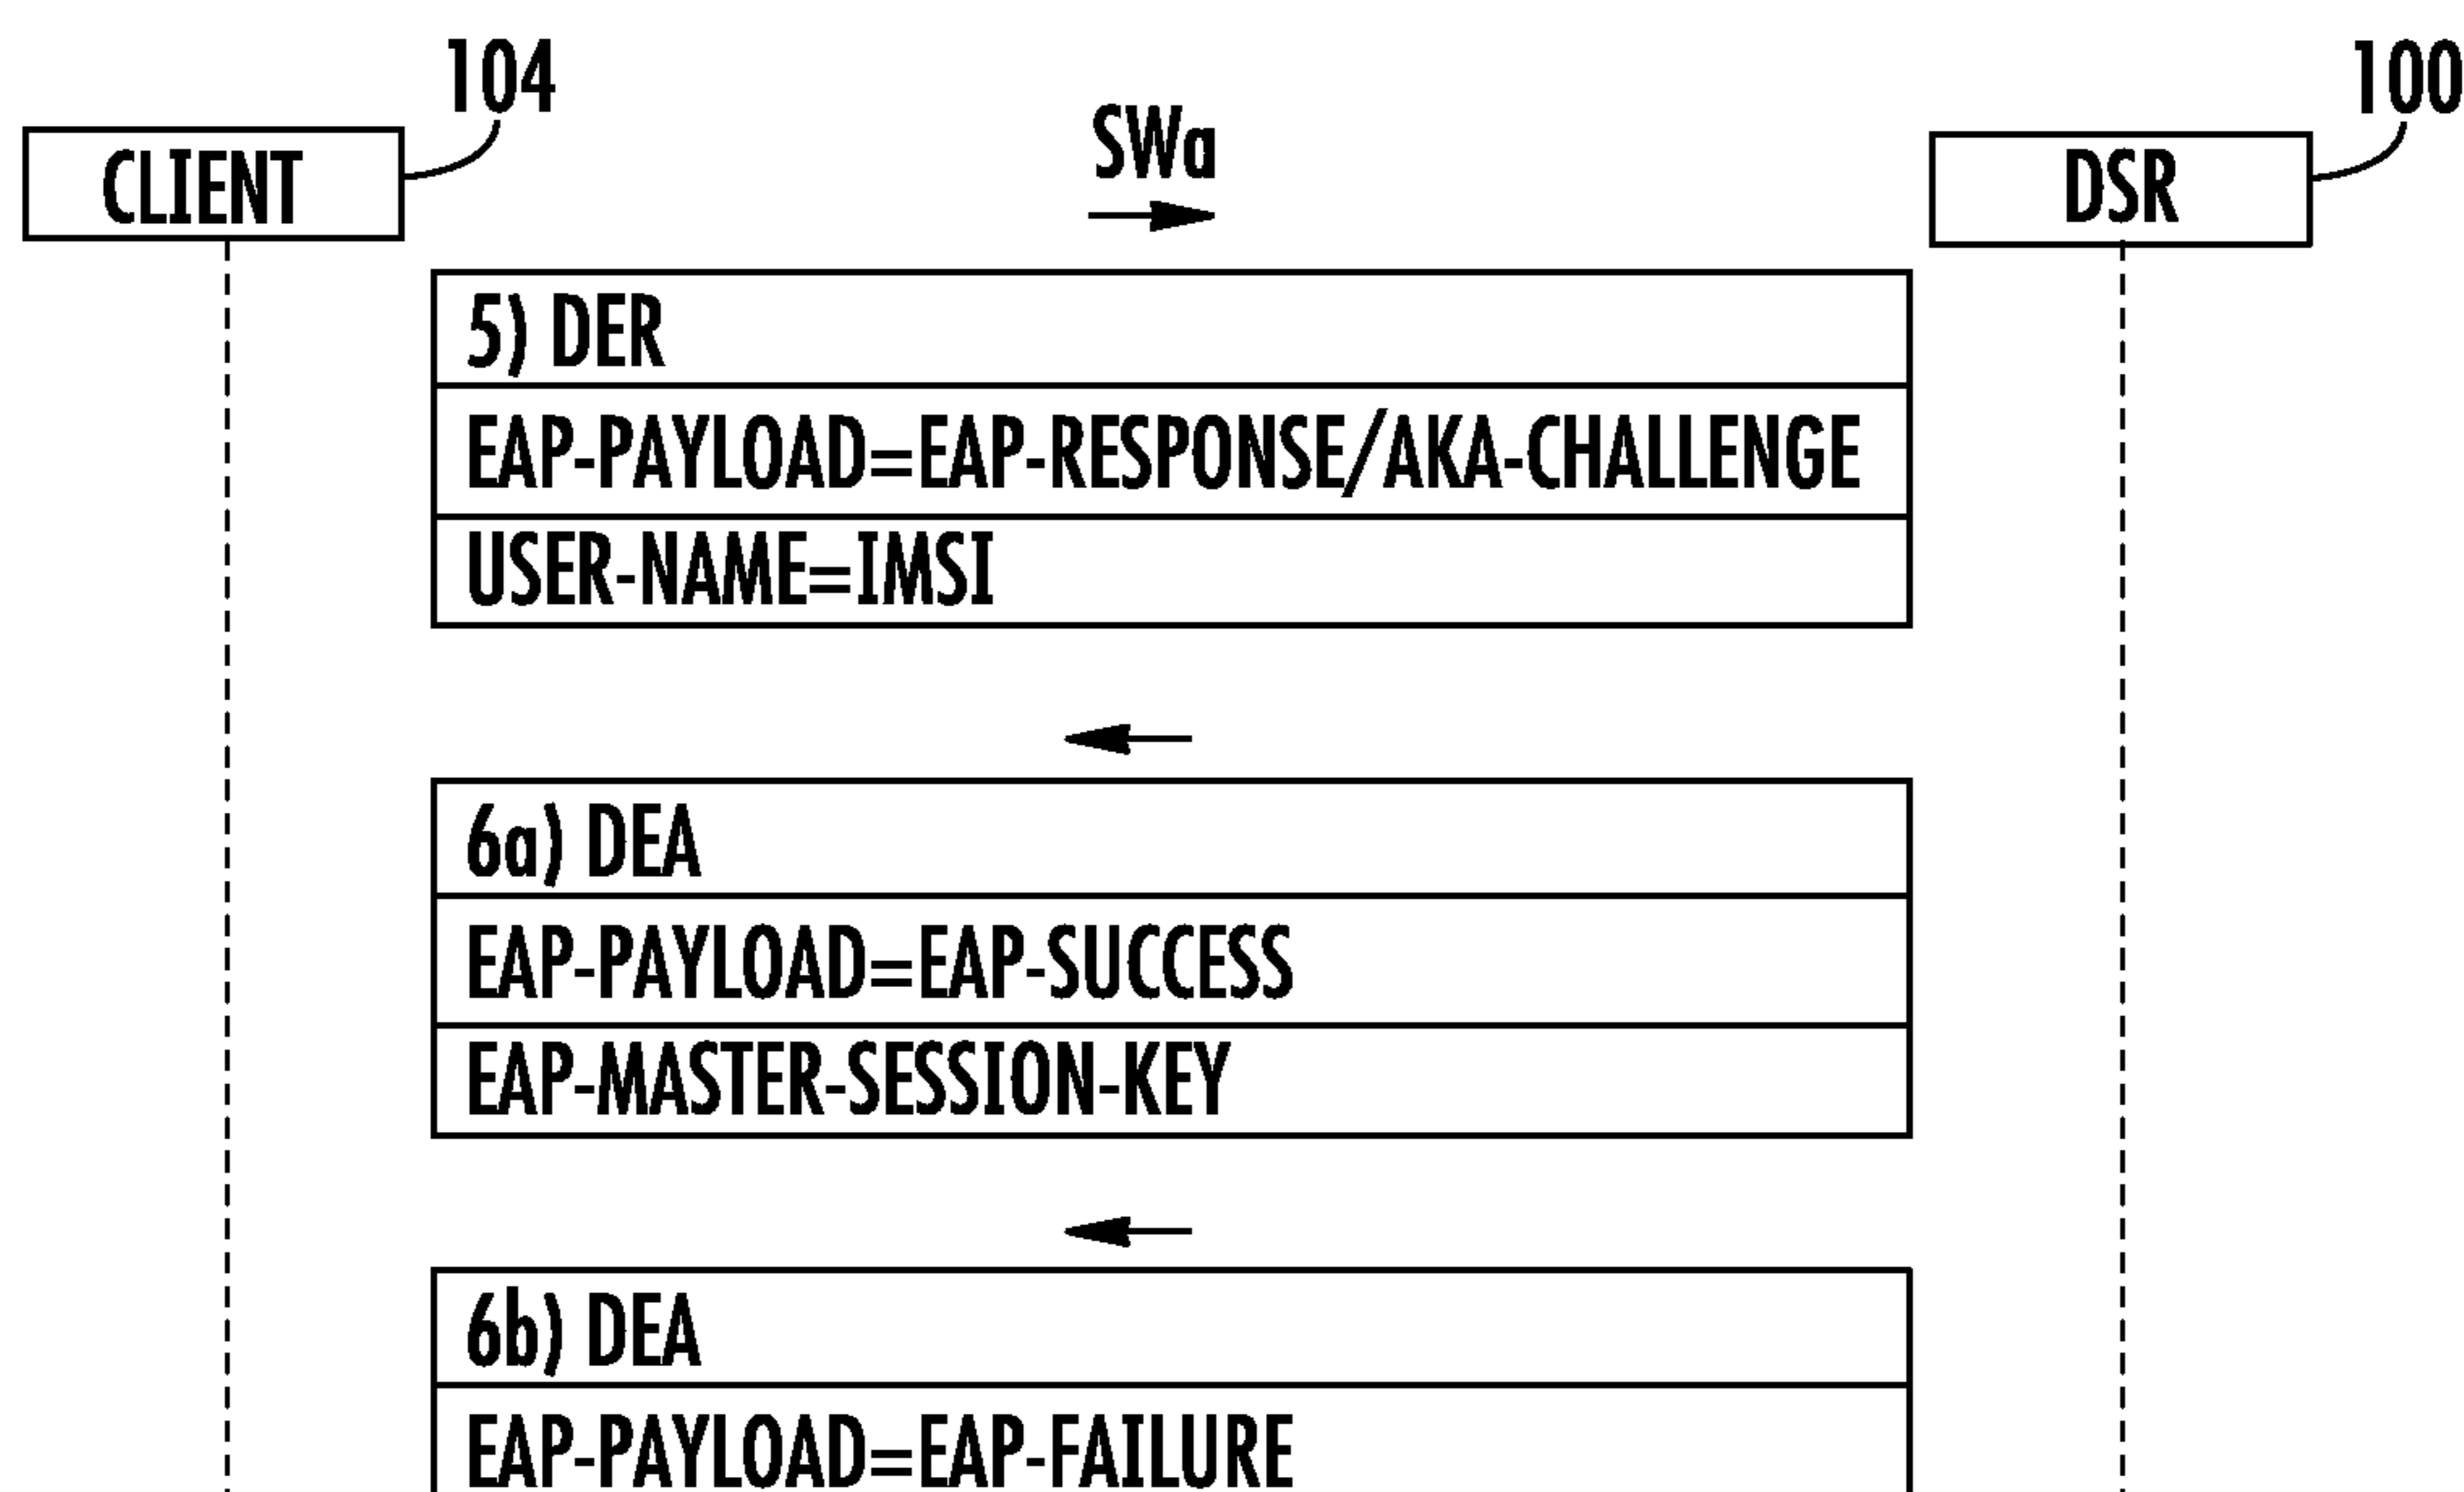 104
100
CLIENT
SWa
DSR
5) DER
EAP-PAYLOAD=EAP-RESPONSE/AKA-CHALLENGE
USER-NAME=IMSI
6a) DEA
EAP-PAYLOAD=EAP-SUCCESS
EAP-MASTER-SESSION-KEY
6b) DEA
EAP-PAYLOAD=EAP-FAILURE